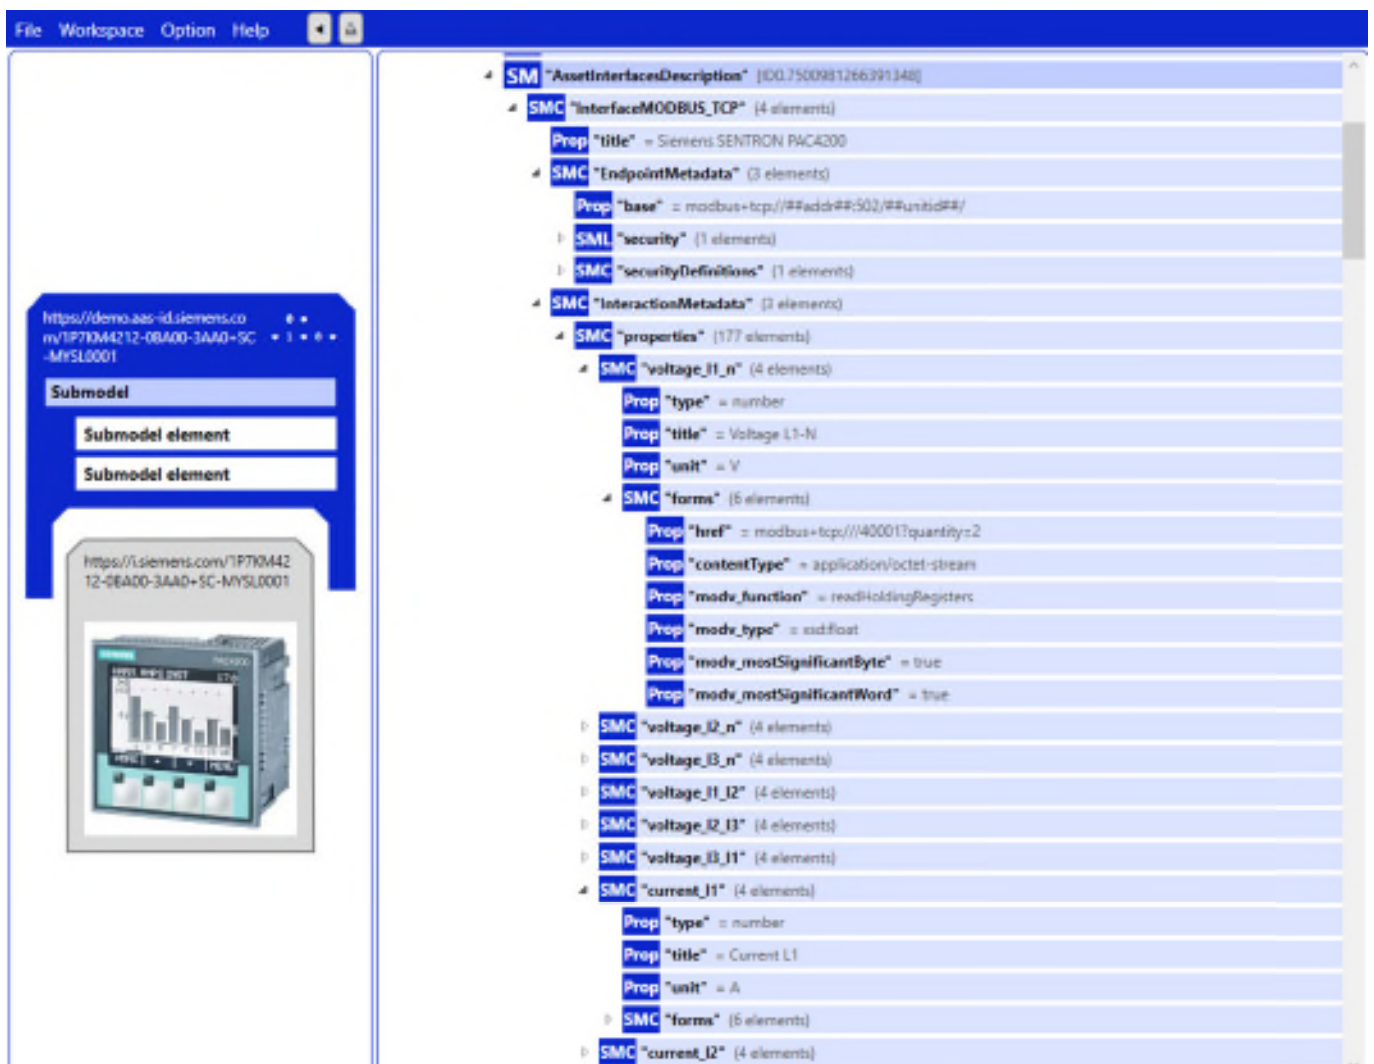 File Workspace Option Help
https://demo.aas-id.siemens.co
m/1P7KM4212-0BA00-3AA0+SC
-MYSL0001
Submodel
Submodel element
Submodel element
https://i.siemens.com/1P7KM42
12-0BA00-3AA0+SC-MYSL0001
SIEMENS
PAC4200
MENU
SM "AssetInterfacesDescription" [ID0.7500981266391348]
SMC "InterfaceMODBUS_TCP" (4 elements)
Prop "title" = Siemens SENTRON PAC4200
SMC "EndpointMetadata" (3 elements)
Prop "base" = modbus+tcp://##addr##:502/##unitid##/
SML "security" (1 elements)
SMC "securityDefinitions" (1 elements)
SMC "InteractionMetadata" (3 elements)
SMC "properties" (177 elements)
SMC "voltage_l1_n" (4 elements)
Prop "type" = number
Prop "title" = Voltage L1-N
Prop "unit" = V
SMC "forms" (6 elements)
Prop "href" = modbus+tcp:///40001?quantity=2
Prop "contentType" = application/octet-stream
Prop "modv_function" = readHoldingRegisters
Prop "modv_type" = xsd:float
Prop "modv_mostSignificantByte" = true
Prop "modv_mostSignificantWord" = true
SMC "voltage_l2_n" (4 elements)
SMC "voltage_l3_n" (4 elements)
SMC "voltage_l1_l2" (4 elements)
SMC "voltage_l2_l3" (4 elements)
SMC "voltage_l3_l1" (4 elements)
SMC "current_l1" (4 elements)
Prop "type" = number
Prop "title" = Current L1
Prop "unit" = A
SMC "forms" (6 elements)
SMC "current_l2" (4 elements)